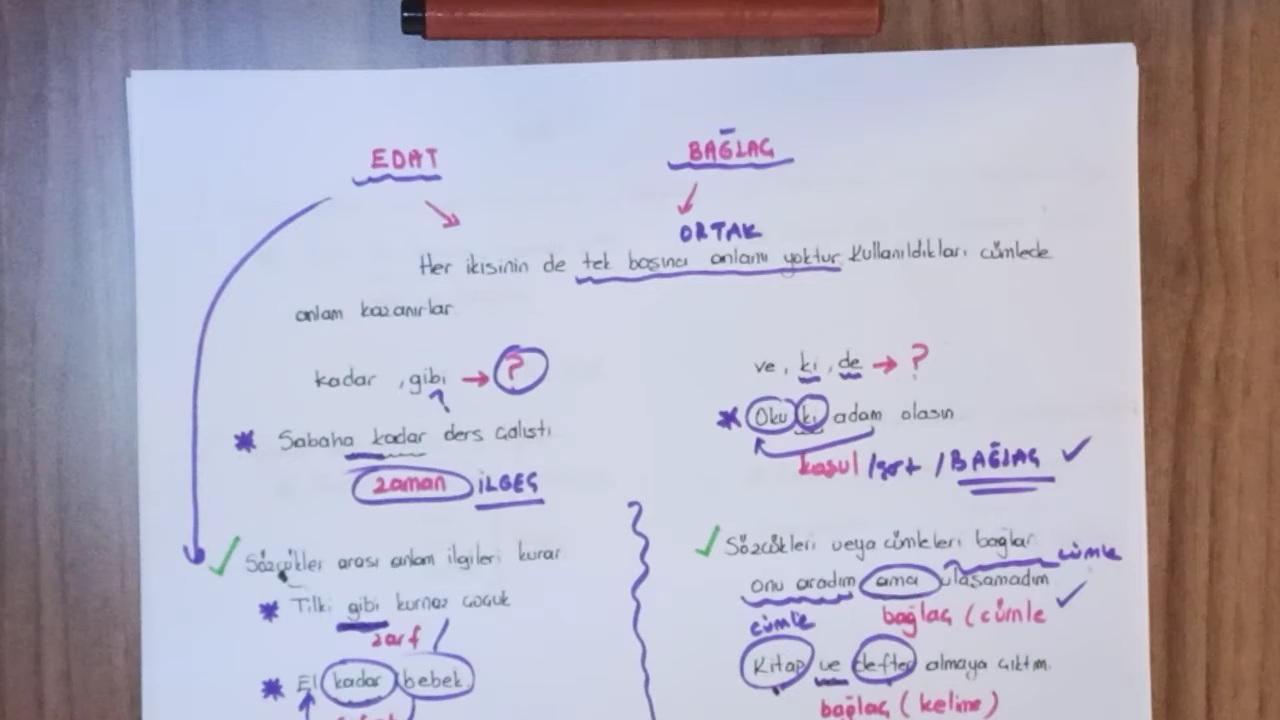 EDAT
BAĞLAÇ
ORTAK
Her ikisinin de tek başına anlamı yoktur kullanıldıkları cümlede
anlam kazanırlar
kadar , gibi → ?
* Sabaha kadar ders çalıştı
zaman İLGEÇ
✓ Sözcükler arası anlam ilgileri kurar
* Tilki gibi kurnaz çocuk
zarf
* El kadar bebek
ve, ki, de → ?
* Oku ki adam olasın
koşul / şart / BAĞLAÇ ✓
✓ Sözcükleri veya cümleleri bağlar
cümle
onu aradım ama ulaşamadım
cümle bağlaç ( cümle ✓
Kitap ve defter almaya çıktım.
bağlaç ( kelime )